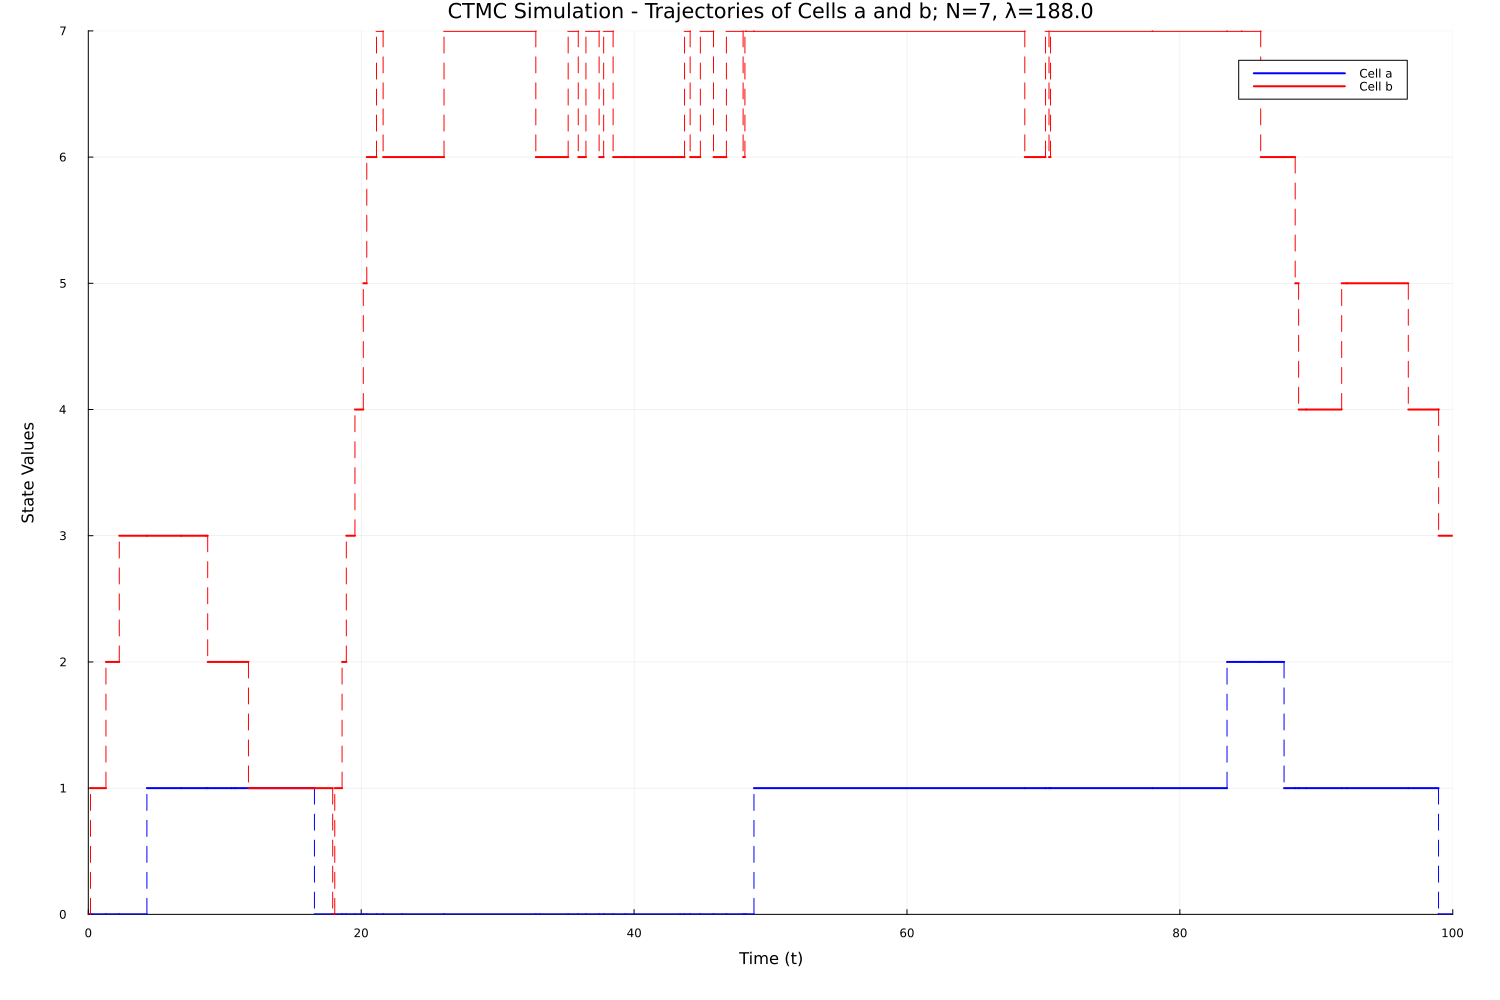 CTMC Simulation - Trajectories of Cells a and b; N=7, λ=188.0
Cell a
Cell b
State Values
7
6
5
4
3
2
1
0
0 20 40 60 80 100
Time (t)